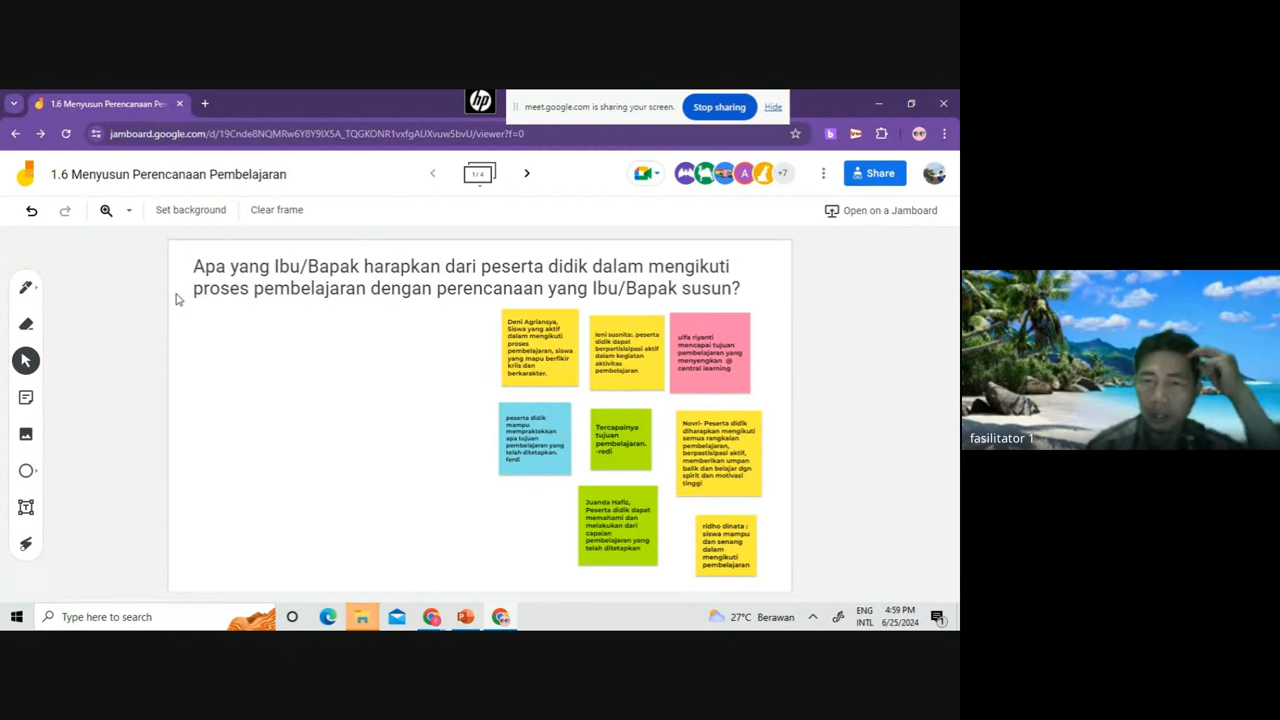 1.6 Menyusun Perencanaan Pe
meet.google.com is sharing your screen.
Stop sharing
Hide
jamboard.google.com/d/19Cnde8NQMRw6Y8Y9IX5A_TQGKONR1vxfgAUXvuw5bvU/viewer?f=0
1.6 Menyusun Perencanaan Pembelajaran
1/4
A
+7
Share
Set background
Clear frame
Open on a Jamboard
Apa yang Ibu/Bapak harapkan dari peserta didik dalam mengikuti
proses pembelajaran dengan perencanaan yang Ibu/Bapak susun?
Deni Agriansya,
Siswa yang aktif
dalam mengikuti
proses
pembelajaran, siswa
yang mapu berfikir
kriis dan
berkarakter.
leni susnita:. peserta
didik dapat
berpartisisipasi aktif
dalam kegiatan
aktivitas
pembelajaran
ulfa riyanti
mencapai tujuan
pembelajaran yang
menyengkan @
central learning
peserta didik
mampu
mempraktekkan
apa tujuan
pembelajaran yang
telah ditetapkan.
ferdi
Tercapainya
tujuan
pembelajaran.
-redi
Novri- Peserta didik
diharapkan mengikuti
semua rangkaian
pembelajaran,
berpastisipasi aktif,
memberikan umpan
balik dan belajar dgn
spirit dan motivasi
tinggi
Juanda Hafiz,
Peserta didik dapat
memahami dan
melakukan dari
capaian
pembelajaran yang
telah ditetapkan
ridho dinata :
siswa mampu
dan senang
dalam
mengikuti
pembelajaran
fasilitator 1
Type here to search
27°C Berawan
ENG
INTL
4:59 PM
6/25/2024
1